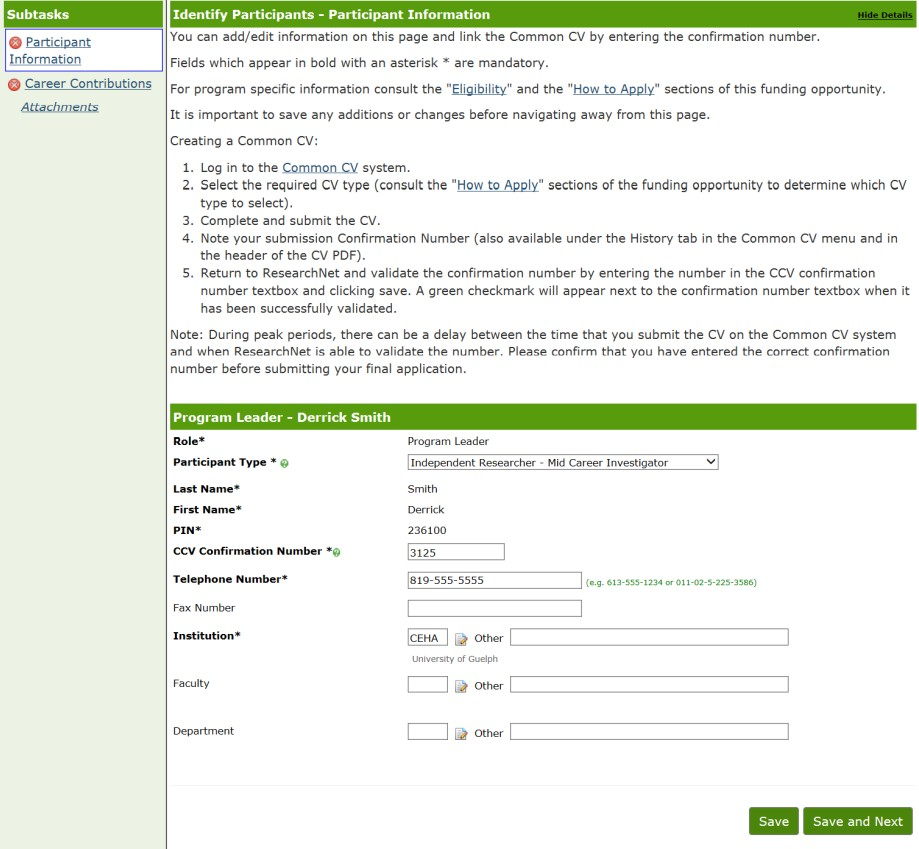 Subtasks
Participant
Information
Career Contributions
Attachments
Identify Participants - Participant Information
Hide Details
You can add/edit information on this page and link the Common CV by entering the confirmation number.
Fields which appear in bold with an asterisk * are mandatory.
For program specific information consult the "Eligibility" and the "How to Apply" sections of this funding opportunity.
It is important to save any additions or changes before navigating away from this page.
Creating a Common CV:
1. Log in to the Common CV system.
2. Select the required CV type (consult the "How to Apply" sections of the funding opportunity to determine which CV
type to select).
3. Complete and submit the CV.
4. Note your submission Confirmation Number (also available under the History tab in the Common CV menu and in
the header of the CV PDF).
5. Return to ResearchNet and validate the confirmation number by entering the number in the CCV confirmation
number textbox and clicking save. A green checkmark will appear next to the confirmation number textbox when it
has been successfully validated.
Note: During peak periods, there can be a delay between the time that you submit the CV on the Common CV system
and when ResearchNet is able to validate the number. Please confirm that you have entered the correct confirmation
number before submitting your final application.
Program Leader - Derrick Smith
Role* Program Leader
Participant Type * ? Independent Researcher - Mid Career Investigator
Last Name* Smith
First Name* Derrick
PIN* 236100
CCV Confirmation Number *? 3125
Telephone Number* 819-555-5555 (e.g. 613-555-1234 or 011-02-5-225-3586)
Fax Number
Institution* CEHA Other
University of Guelph
Faculty Other
Department Other
Save Save and Next